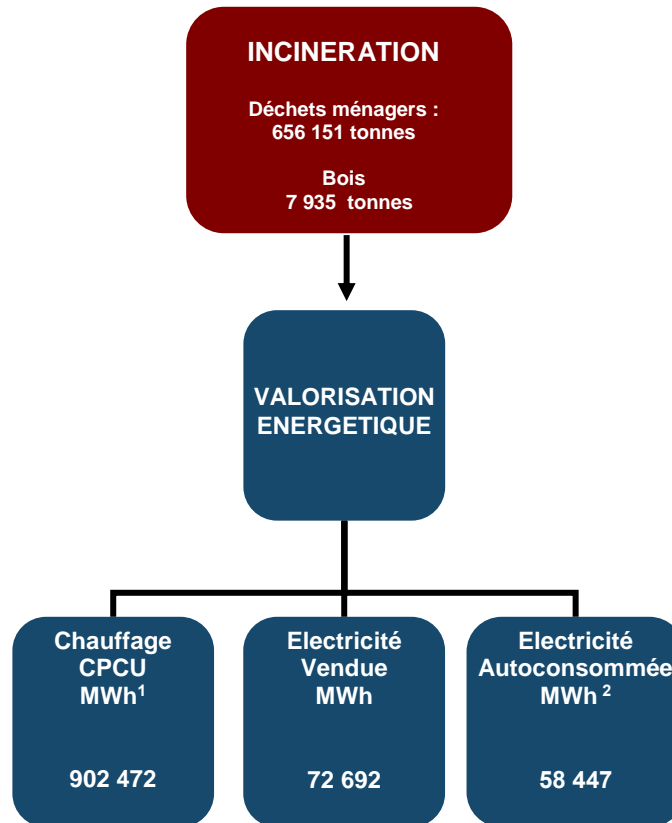 INCINERATION
Déchets ménagers :
656 151 tonnes
Bois
7 935 tonnes
VALORISATION
ENERGETIQUE
Chauffage
CPCU
MWh¹
902 472
Electricité
Vendue
MWh
72 692
Electricité
Autoconsommée
MWh ²
58 447